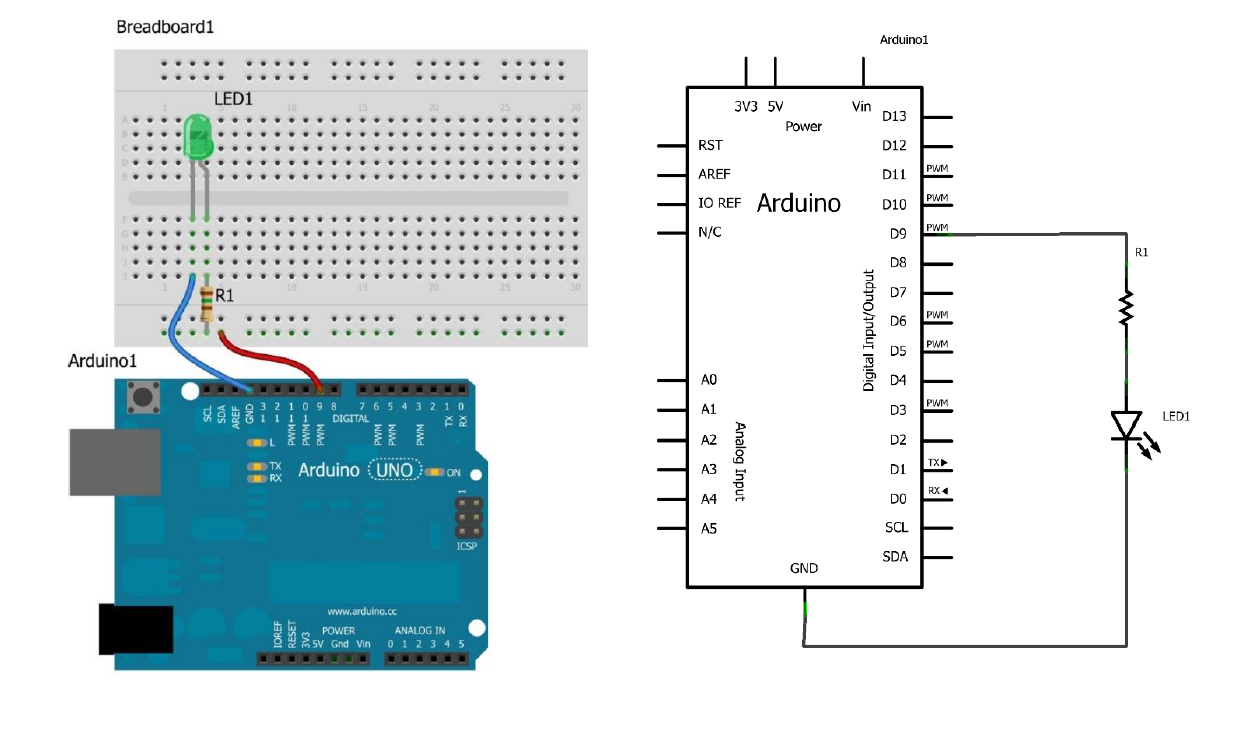 Breadboard1
LED1
1 5 10 15 20 25 30
A
B
C
D
E
F
G
H
I
J
1 5 10 15 20 25 30
R1
Arduino1
SCL SDA AREF GND 13 12 11 10 9 8 7 6 5 4 3 2 1 0
PWM PWM PWM DIGITAL PWM PWM PWM TX RX
L
TX
RX
Arduino UNO
ON
1
ICSP
www.arduino.cc
POWER ANALOG IN
IOREF RESET 3V3 5V Gnd Vin 0 1 2 3 4 5
Arduino1
3V3 5V Vin
Power
RST
AREF
IO REF
N/C
Arduino
A0
A1
A2
A3
A4
A5
Analog Input
Digital Input/Output
D13
D12
D11 PWM
D10 PWM
D9 PWM
D8
D7
D6 PWM
D5 PWM
D4
D3 PWM
D2
D1 TX▶
D0 RX◀
SCL
SDA
GND
R1
LED1